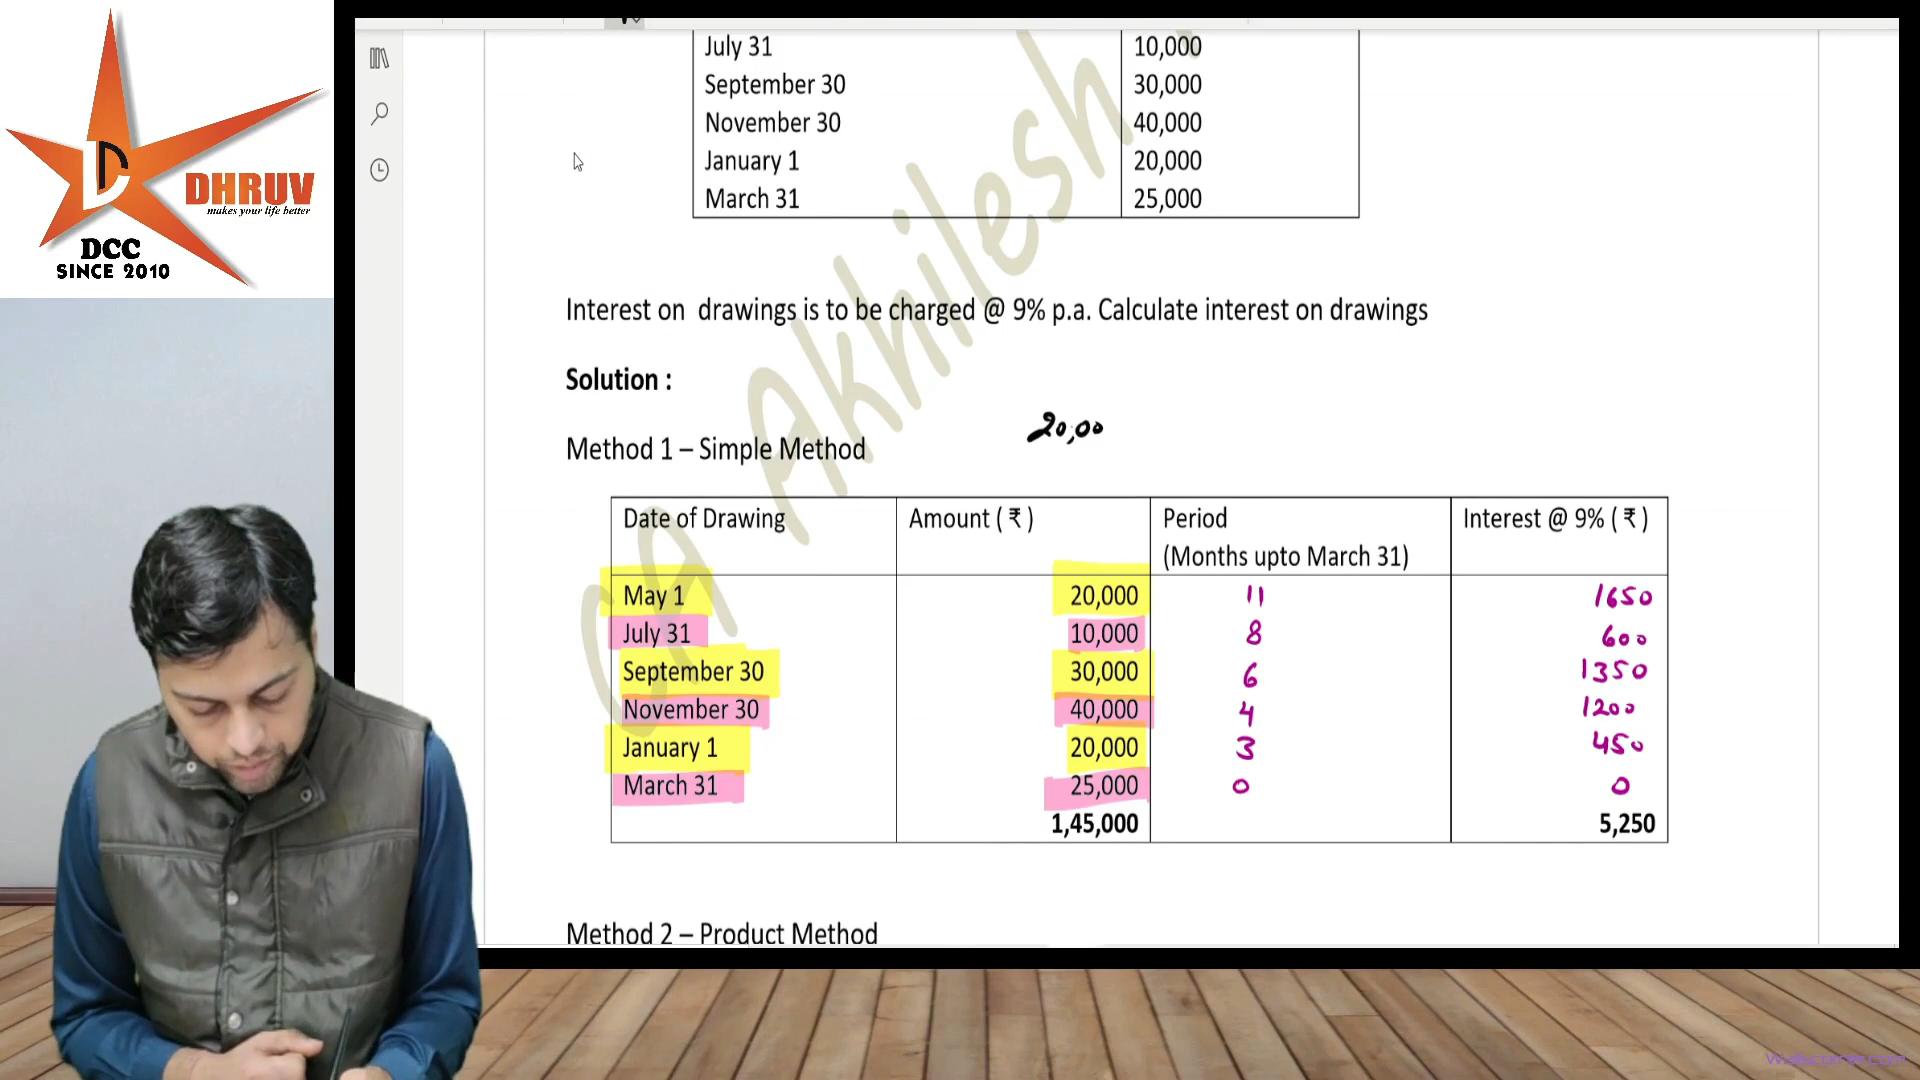 July 31 10,000
September 30 30,000
November 30 40,000
January 1 20,000
March 31 25,000
DHRUV
makes your life better
DCC
SINCE 2010
Interest on drawings is to be charged @ 9% p.a. Calculate interest on drawings
Solution :
20,00
Method 1 – Simple Method
Date of Drawing Amount ( ₹ ) Period Interest @ 9% ( ₹ )
(Months upto March 31)
May 1 20,000 11 1650
July 31 10,000 8 600
September 30 30,000 6 1350
November 30 40,000 4 1200
January 1 20,000 3 450
March 31 25,000 0 0
1,45,000 5,250
Method 2 – Product Method
CA Akhilesh